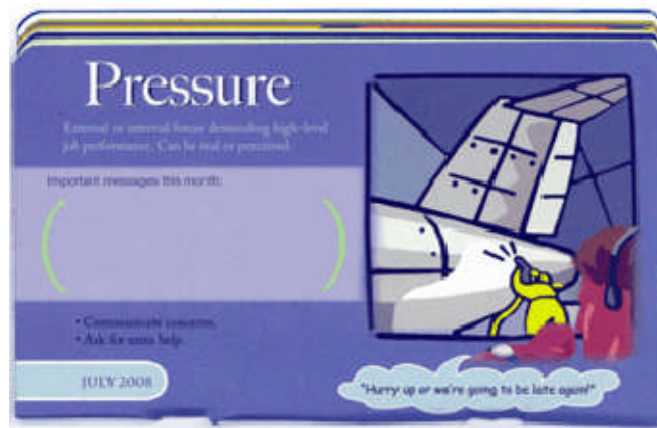 Pressure
External or internal forces demanding high-level
job performance. Can be real or perceived.
Important messages this month:
• Communicate concerns.
• Ask for extra help.
JULY 2008
"Hurry up or we're going to be late again!"